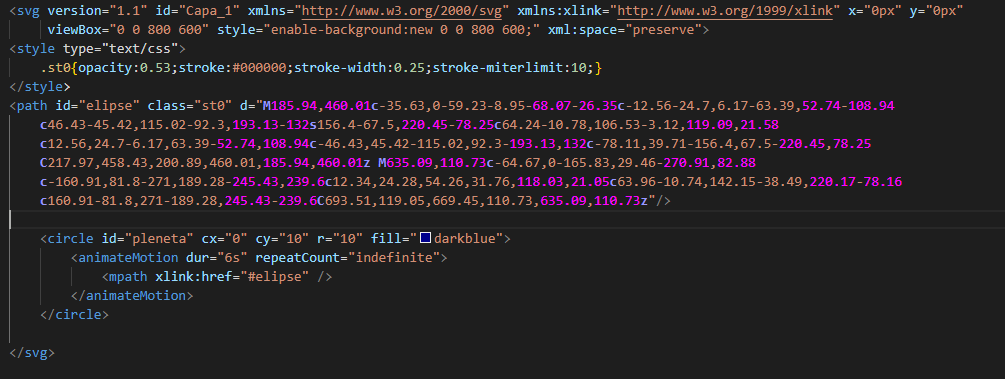 <svg version="1.1" id="Capa_1" xmlns="http://www.w3.org/2000/svg" xmlns:xlink="http://www.w3.org/1999/xlink" x="0px" y="0px"
viewBox="0 0 800 600" style="enable-background:new 0 0 800 600;" xml:space="preserve">
<style type="text/css">
.st0{opacity:0.53;stroke:#000000;stroke-width:0.25;stroke-miterlimit:10;}
</style>
<path id="elipse" class="st0" d="M185.94,460.01c-35.63,0-59.23-8.95-68.07-26.35c-12.56-24.7,6.17-63.39,52.74-108.94
c46.43-45.42,115.02-92.3,193.13-132s156.4-67.5,220.45-78.25c64.24-10.78,106.53-3.12,119.09,21.58
c12.56,24.7-6.17,63.39-52.74,108.94c-46.43,45.42-115.02,92.3-193.13,132c-78.11,39.71-156.4,67.5-220.45,78.25
C217.97,458.43,200.89,460.01,185.94,460.01z M635.09,110.73c-64.67,0-165.83,29.46-270.91,82.88
c-160.91,81.8-271,189.28-245.43,239.6c12.34,24.28,54.26,31.76,118.03,21.05c63.96-10.74,142.15-38.49,220.17-78.16
c160.91-81.8,271-189.28,245.43-239.6C693.51,119.05,669.45,110.73,635.09,110.73z"/>
<circle id="pleneta" cx="0" cy="10" r="10" fill="darkblue">
<animateMotion dur="6s" repeatCount="indefinite">
<mpath xlink:href="#elipse" />
</animateMotion>
</circle>
</svg>